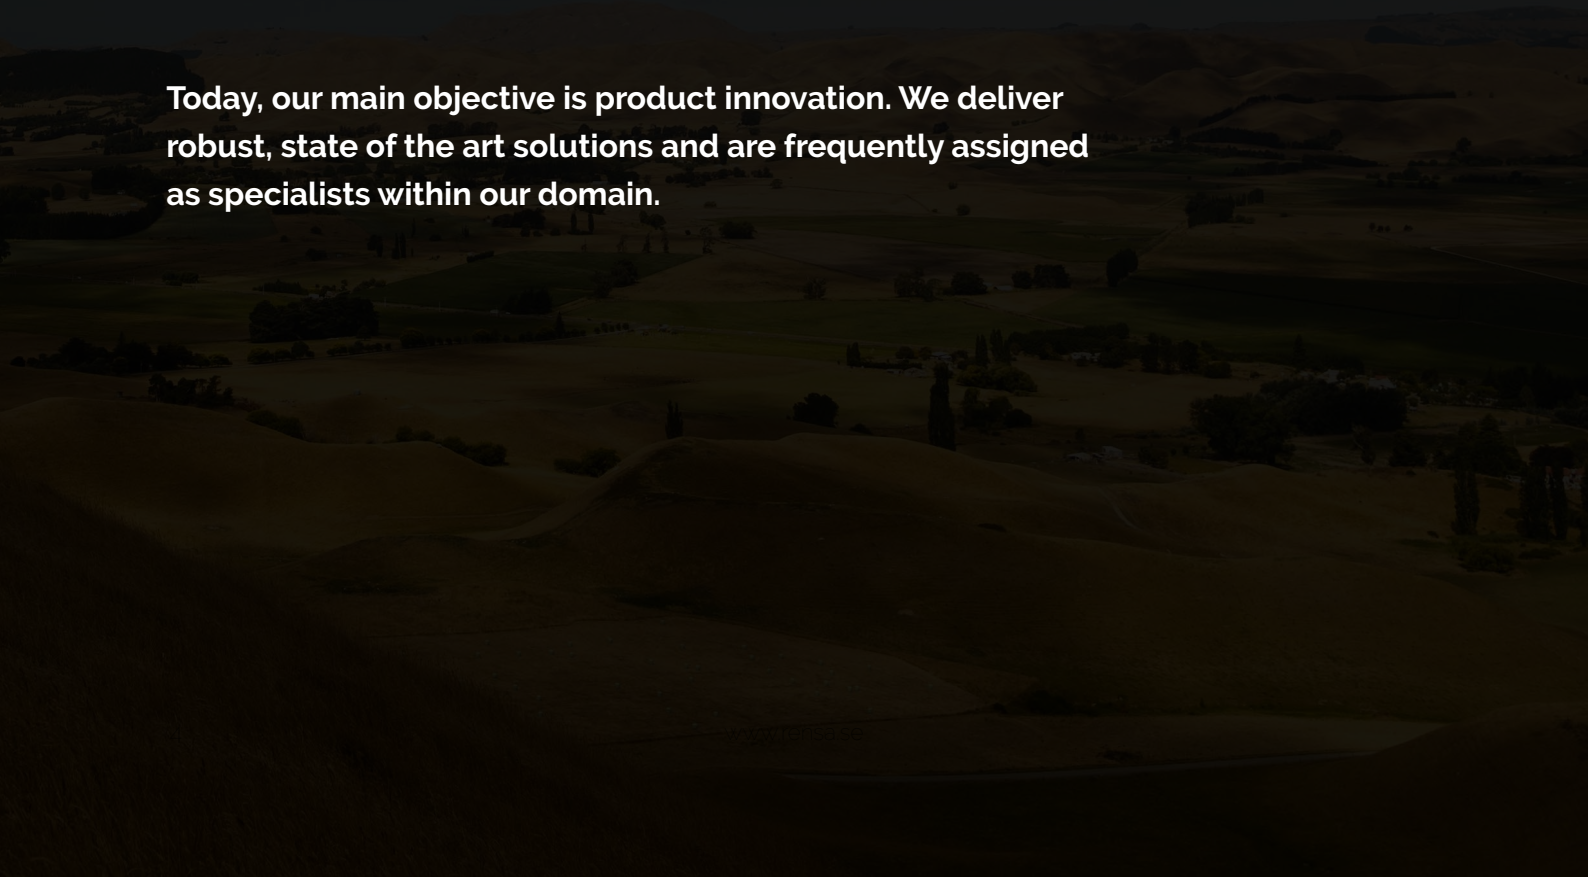 Today, our main objective is product innovation. We deliver
robust, state of the art solutions and are frequently assigned
as specialists within our domain.